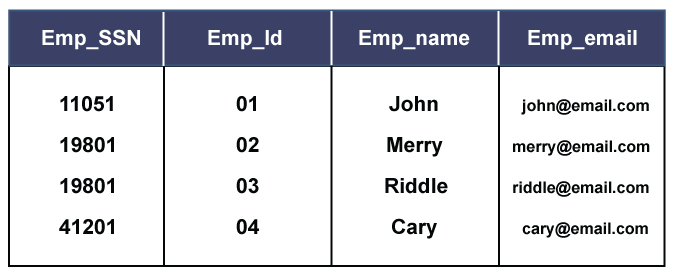 Emp_SSN Emp_Id Emp_name Emp_email
11051 01 John john@email.com
19801 02 Merry merry@email.com
19801 03 Riddle riddle@email.com
41201 04 Cary cary@email.com